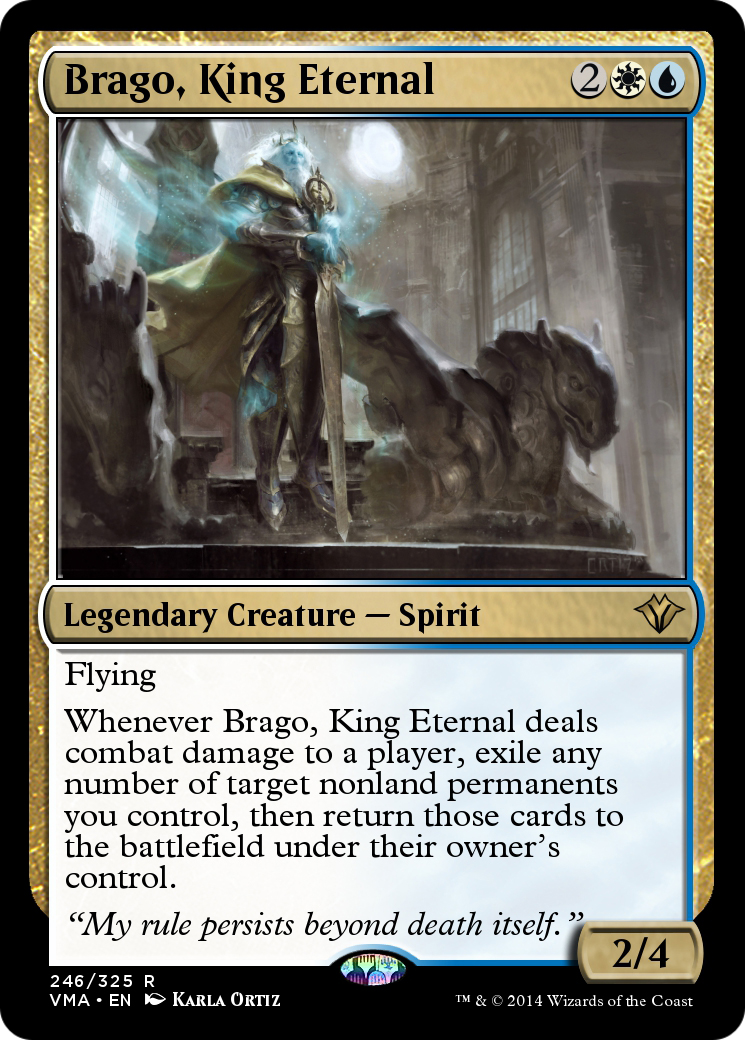 Brago, King Eternal 2
CRTIZ
Legendary Creature — Spirit
Flying
Whenever Brago, King Eternal deals
combat damage to a player, exile any
number of target nonland permanents
you control, then return those cards to
the battlefield under their owner's
control.
“My rule persists beyond death itself.”
2/4
246/325 R
VMA • EN Karla Ortiz
™ & © 2014 Wizards of the Coast